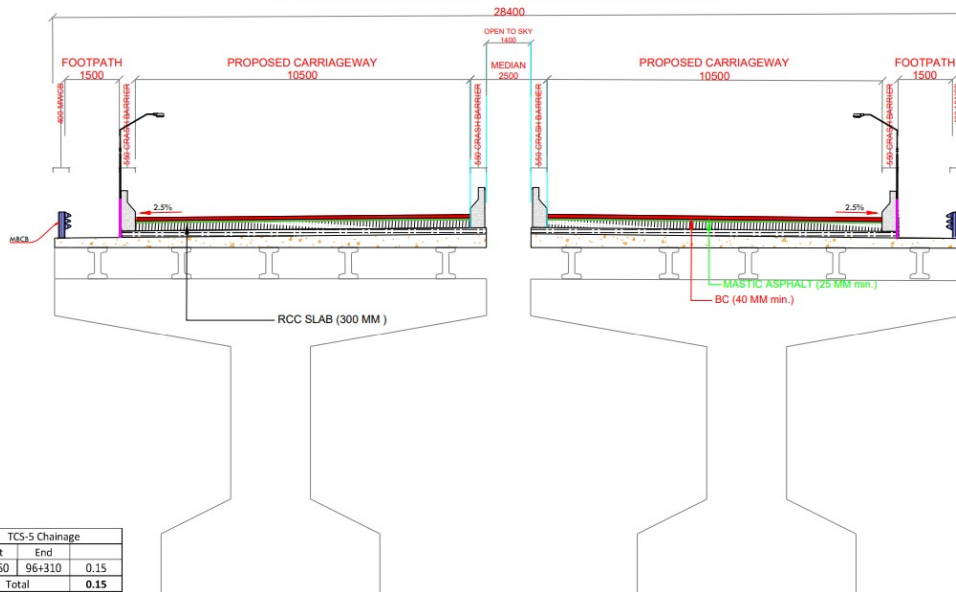 28400
OPEN TO SKY
1400
FOOTPATH
1500
PROPOSED CARRIAGEWAY
10500
MEDIAN
2500
PROPOSED CARRIAGEWAY
10500
FOOTPATH
1500
400
550 CRASH BARRIER
550 CRASH BARRIER
550 CRASH BARRIER
550 CRASH BARRIER
2.5%
2.5%
MBCB
MASTIC ASPHALT (25 MM min.)
BC (40 MM min.)
RCC SLAB (300 MM )
TCS-5 Chainage
End
96+310 0.15
Total 0.15